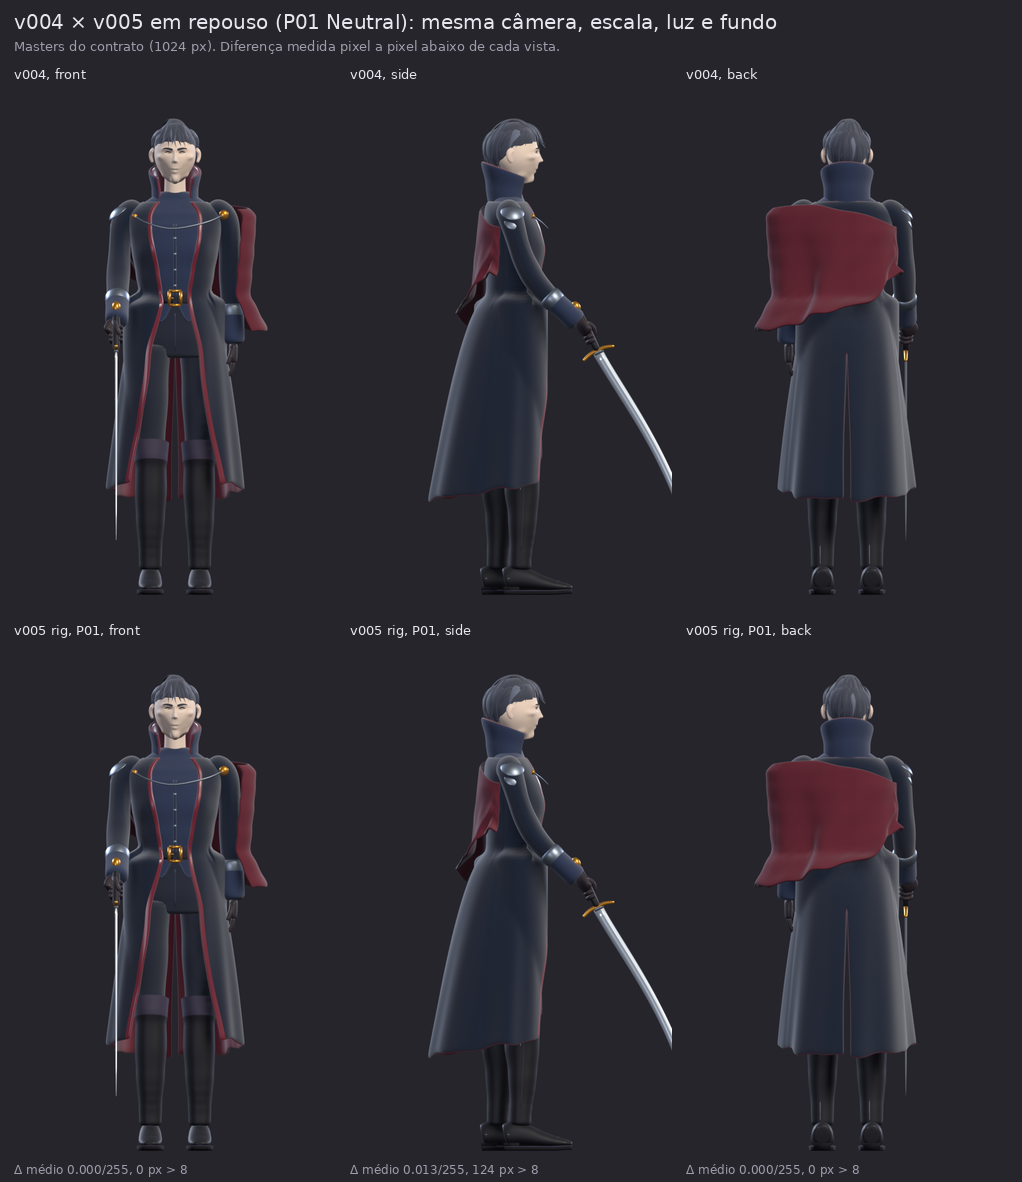 v004 × v005 em repouso (P01 Neutral): mesma câmera, escala, luz e fundo
Masters do contrato (1024 px). Diferença medida pixel a pixel abaixo de cada vista.
v004, front
v004, side
v004, back
v005 rig, P01, front
v005 rig, P01, side
v005 rig, P01, back
Δ médio 0.000/255, 0 px > 8
Δ médio 0.013/255, 124 px > 8
Δ médio 0.000/255, 0 px > 8